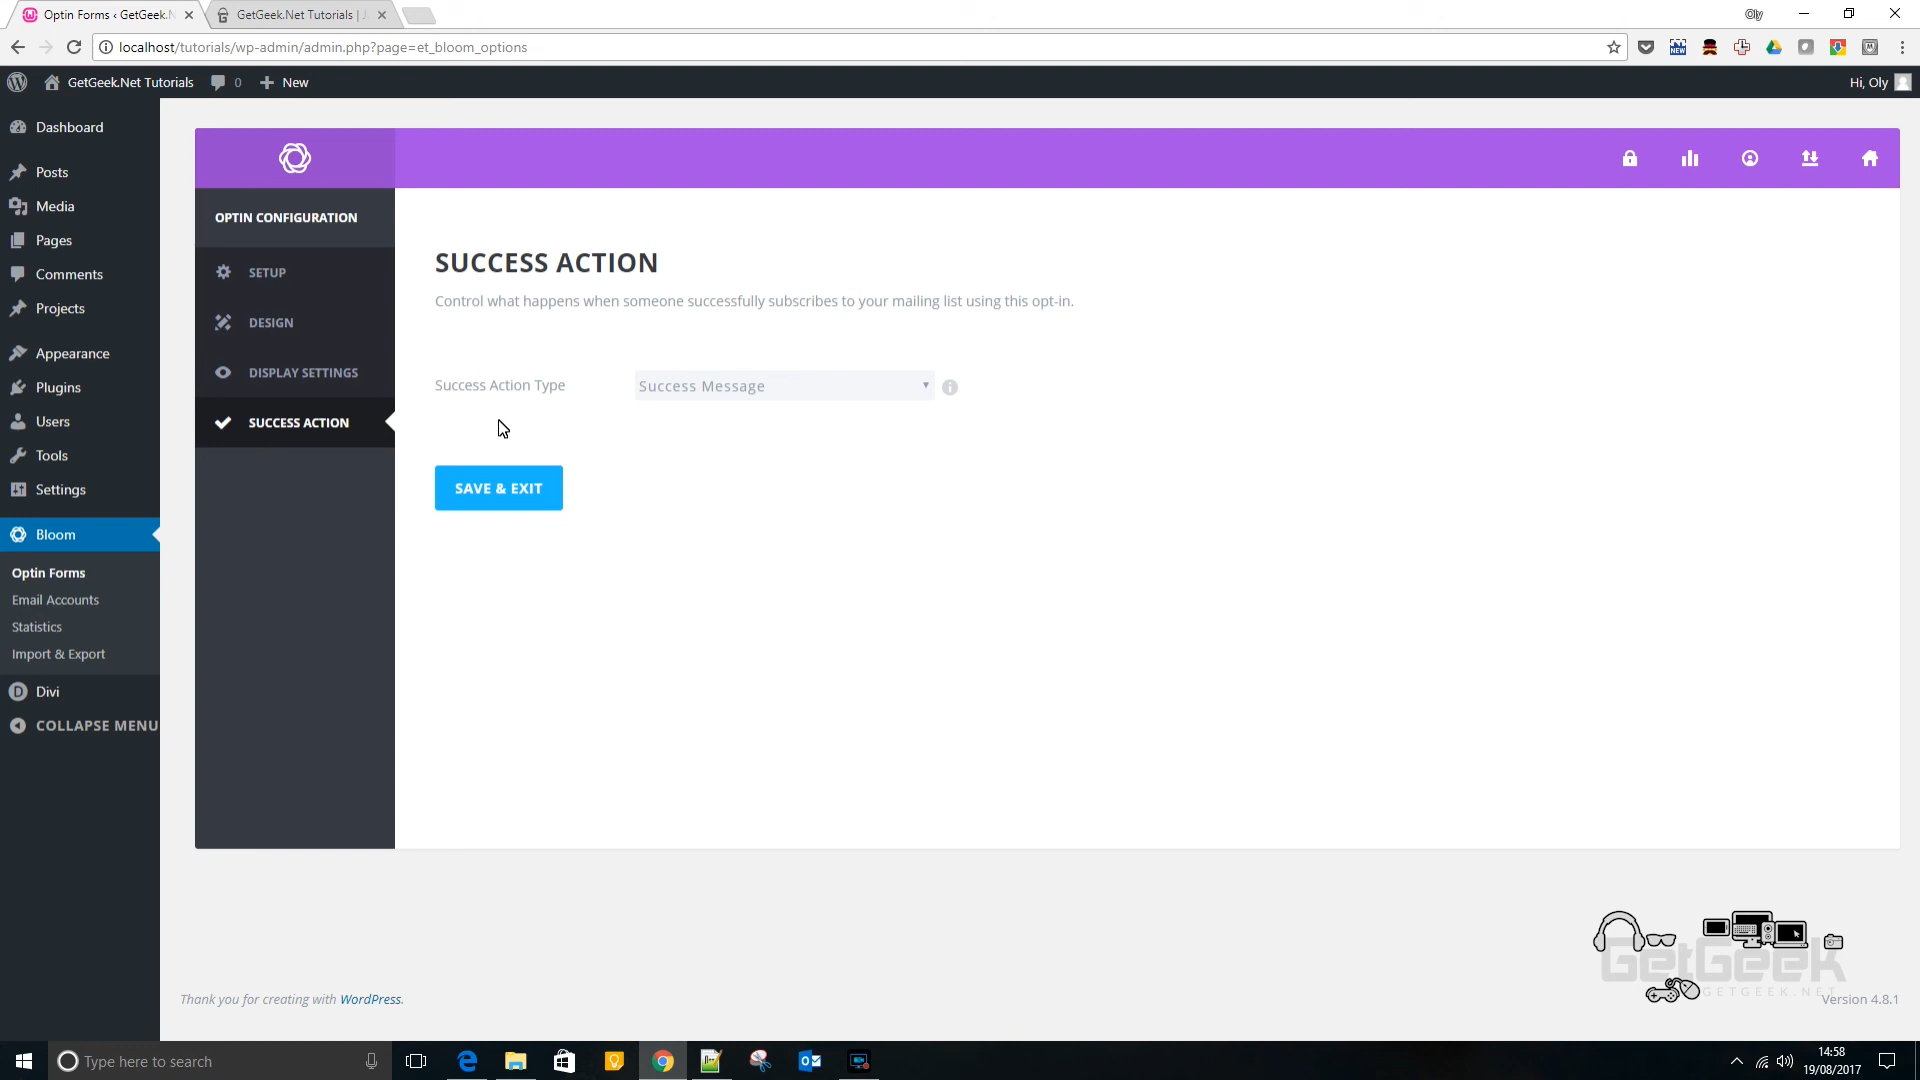 Optin Forms ‹ GetGeek.N
GetGeek.Net Tutorials | J
Oly
localhost/tutorials/wp-admin/admin.php?page=et_bloom_options
GetGeek.Net Tutorials
0
New
Hi, Oly
Dashboard
Posts
Media
Pages
Comments
Projects
Appearance
Plugins
Users
Tools
Settings
Bloom
Optin Forms
Email Accounts
Statistics
Import & Export
Divi
COLLAPSE MENU
OPTIN CONFIGURATION
SETUP
DESIGN
DISPLAY SETTINGS
SUCCESS ACTION
SUCCESS ACTION
Control what happens when someone successfully subscribes to your mailing list using this opt-in.
Success Action Type
Success Message
SAVE & EXIT
GetGeek
GETGEEK.NET
Thank you for creating with WordPress.
Version 4.8.1
Type here to search
14:58
19/08/2017